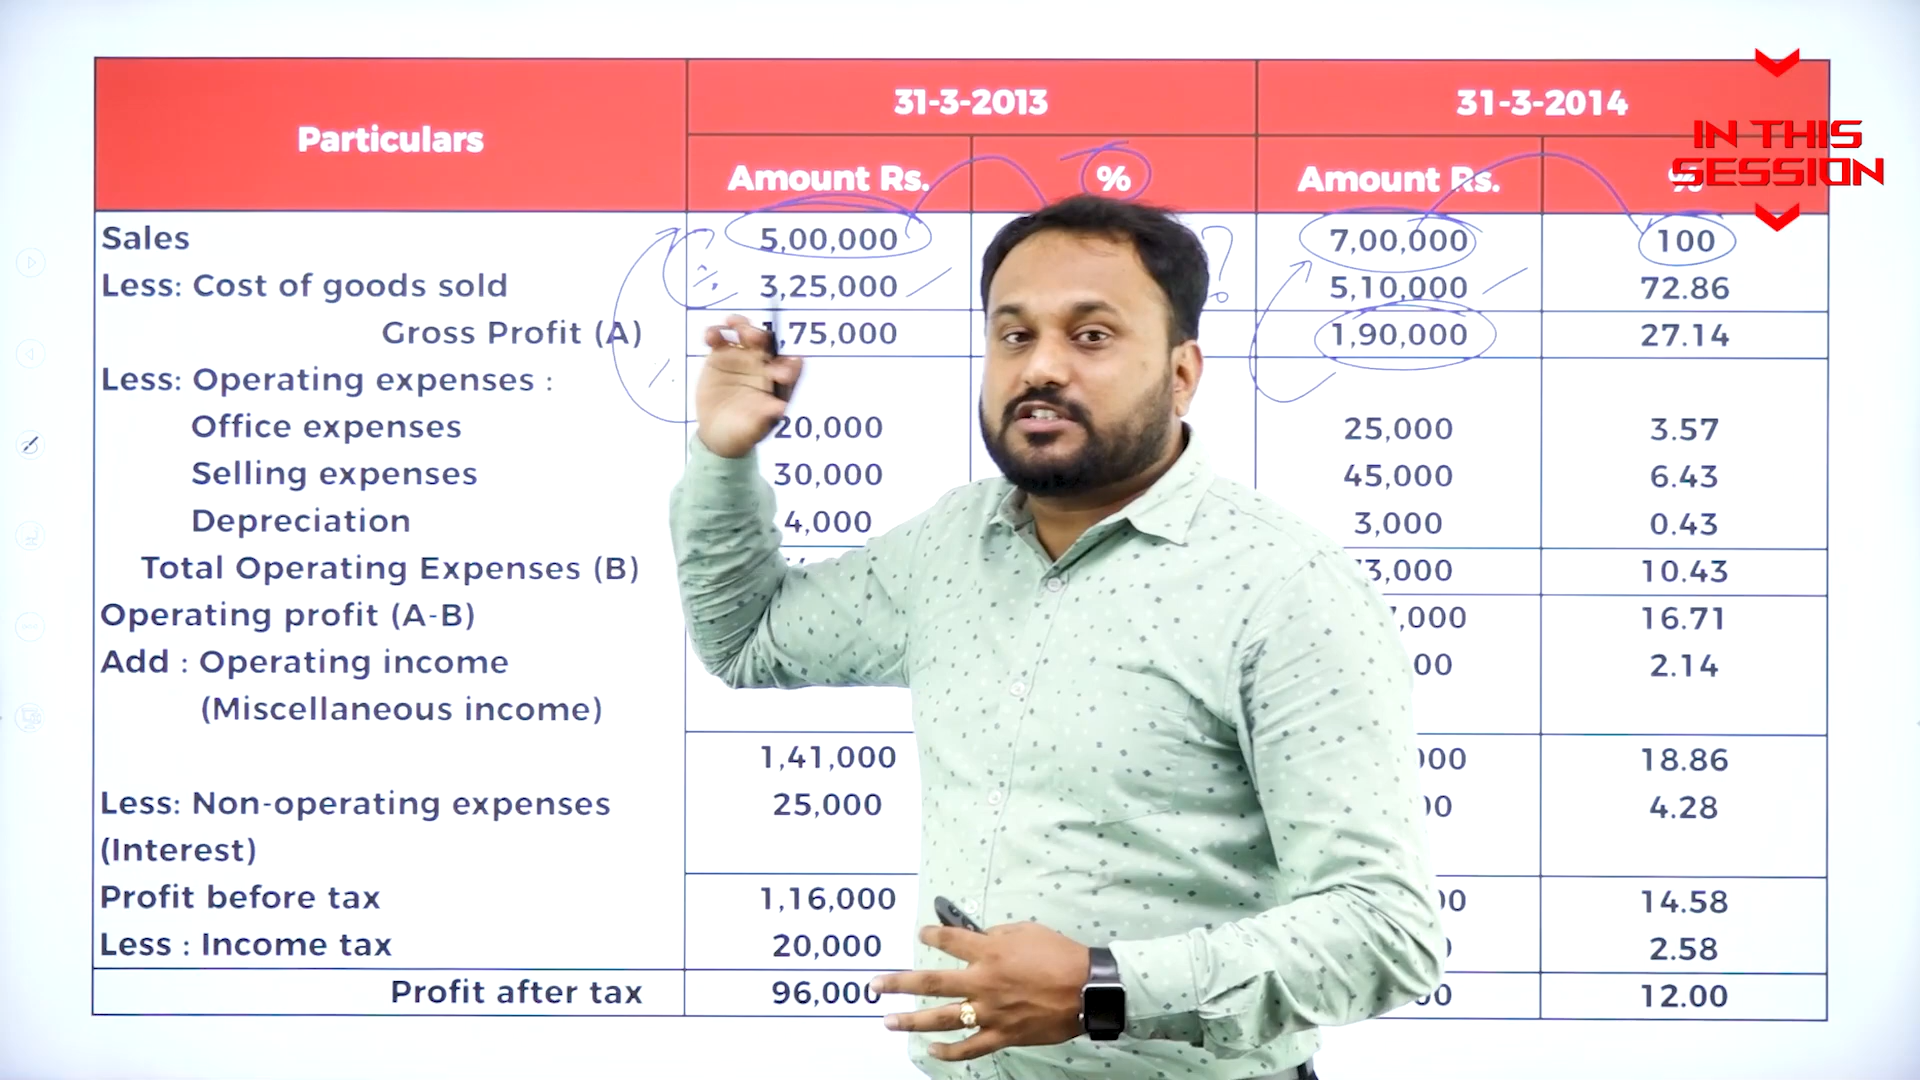 31-3-2013 31-3-2014
IN THIS
Particulars
SESSION
Amount Rs. % Amount Rs. %
Sales 5,00,000 ? 7,00,000 100
Less: Cost of goods sold 3,25,000 5,10,000 72.86
Gross Profit (A) 1,75,000 1,90,000 27.14
Less: Operating expenses :
Office expenses 20,000 25,000 3.57
Selling expenses 30,000 45,000 6.43
Depreciation 4,000 3,000 0.43
Total Operating Expenses (B) 10.43
Operating profit (A-B) 16.71
Add : Operating income 2.14
(Miscellaneous income)
1,41,000 18.86
Less: Non-operating expenses 25,000 4.28
(Interest)
Profit before tax 1,16,000 14.58
Less : Income tax 20,000 2.58
Profit after tax 96,000 12.00